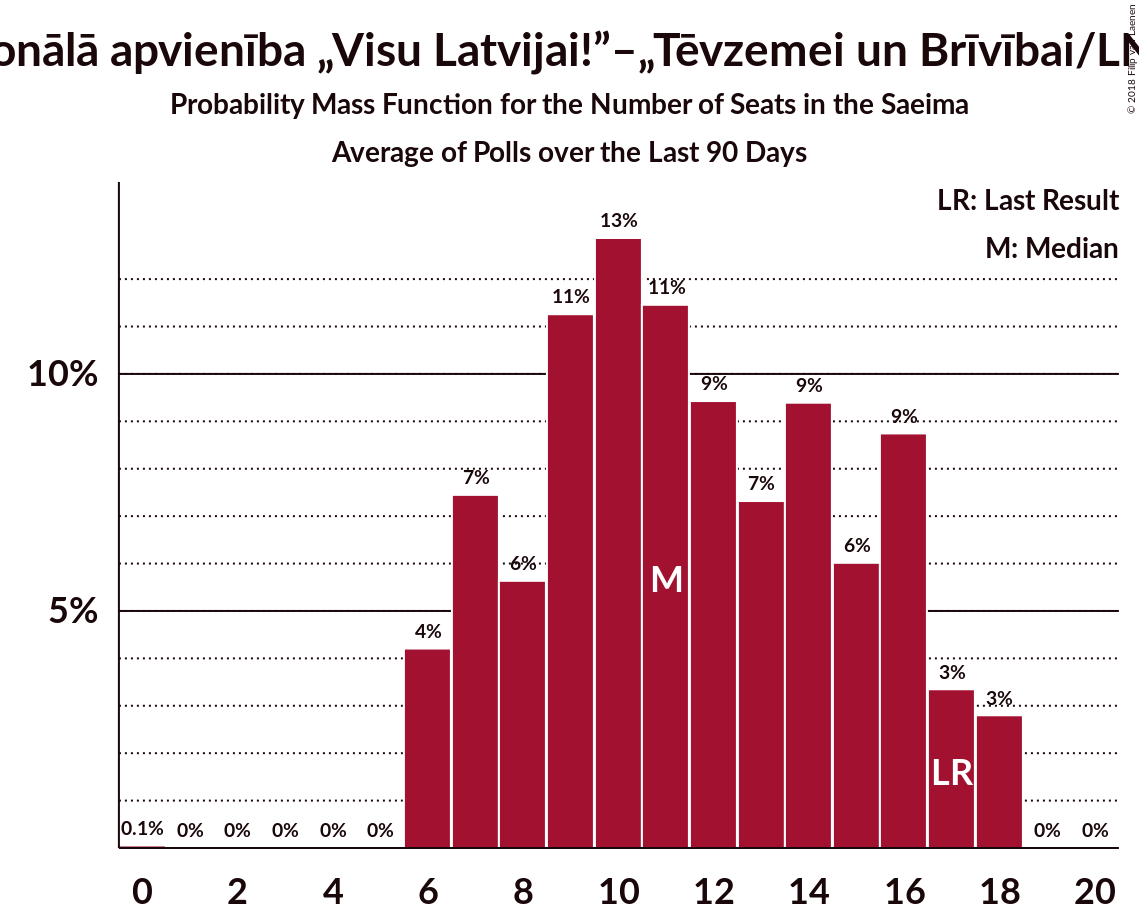 onālā apvienība „Visu Latvijai!”–„Tēvzemei un Brīvībai/LN
Probability Mass Function for the Number of Seats in the Saeima
Average of Polls over the Last 90 Days
© 2018 Filip van Laenen
LR: Last Result
M: Median
13%
11% 11%
10%
9% 9%
9%
7% 7%
6% 6%
5%
4%
3% 3%
M
LR
0.1% 0% 0% 0% 0% 0% 0% 0%
0 2 4 6 8 10 12 14 16 18 20